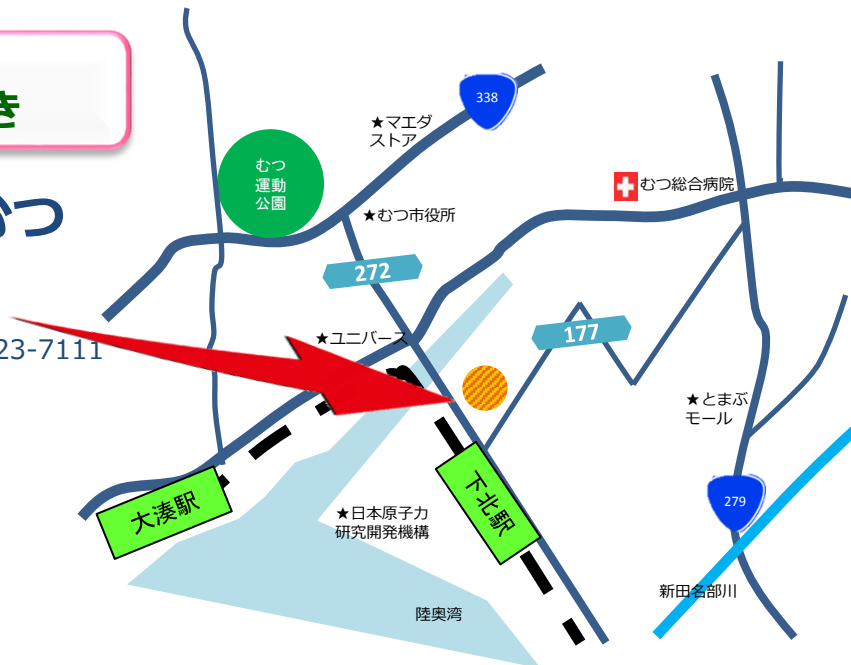 き
むつ
23-7111
338
★マエダ
ストア
むつ
運動
公園
むつ総合病院
★むつ市役所
272
★ユニバース
177
★とまぶ
モール
大湊駅
下北駅
★日本原子力
研究開発機構
279
新田名部川
陸奥湾